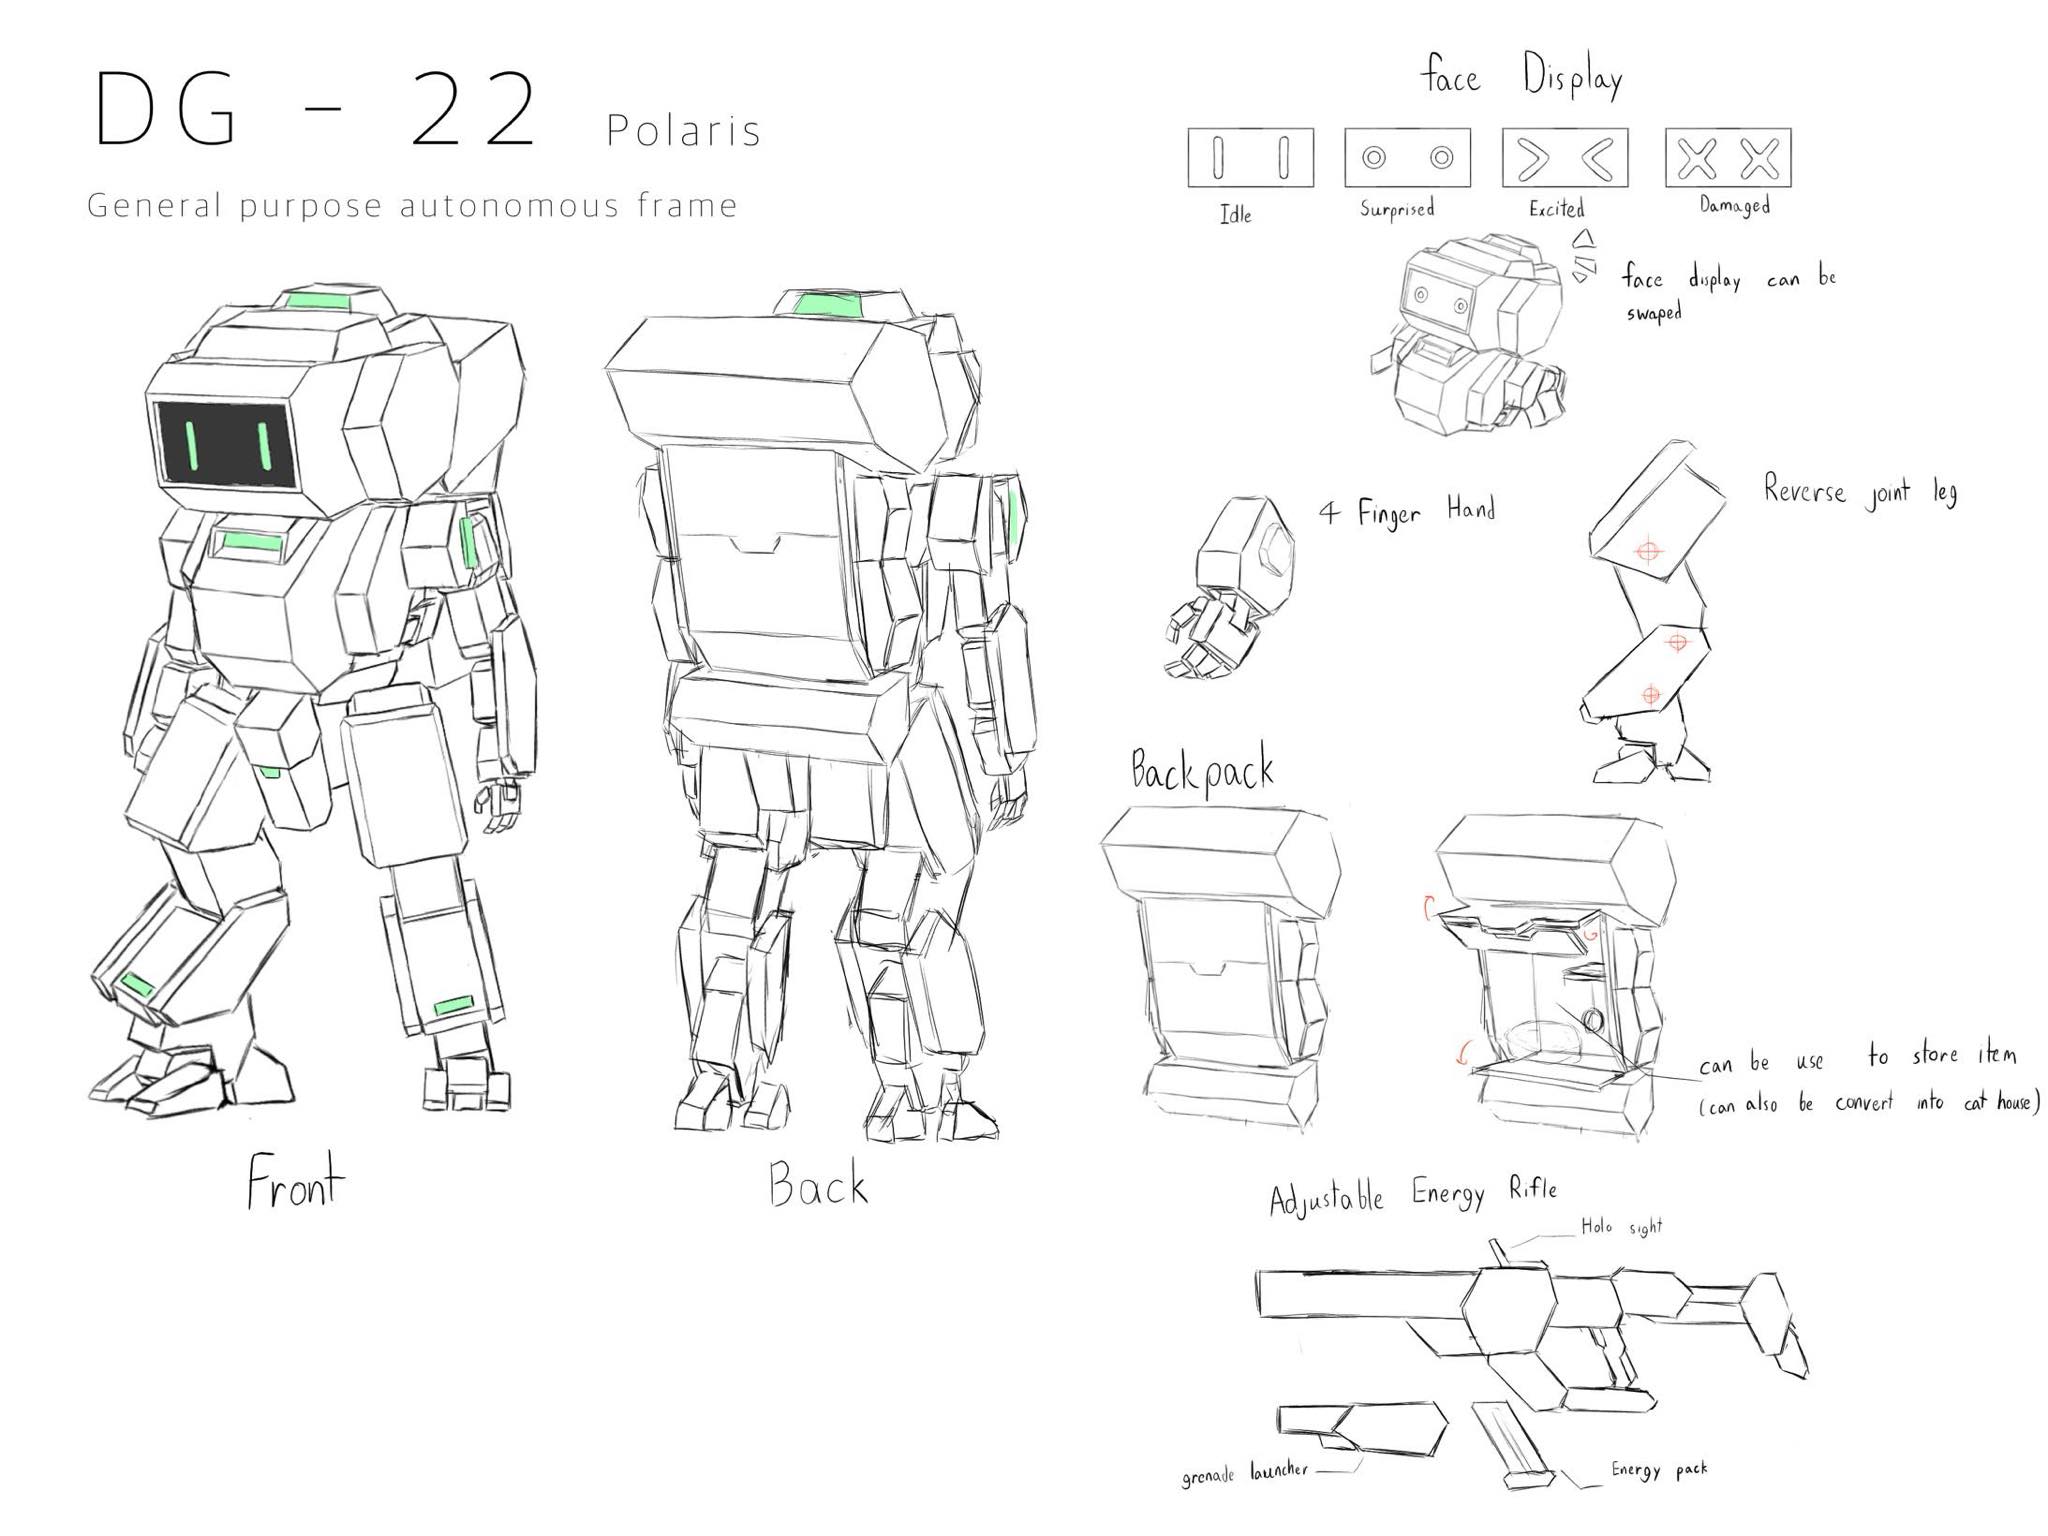 DG - 22 Polaris
General purpose autonomous frame
Front
Back
face Display
Idle
Surprised
Excited
Damaged
face display can be
swaped
4 Finger Hand
Reverse joint leg
Backpack
can be use to store item
(can also be convert into cat house)
Adjustable Energy Rifle
Holo sight
grenade launcher
Energy pack